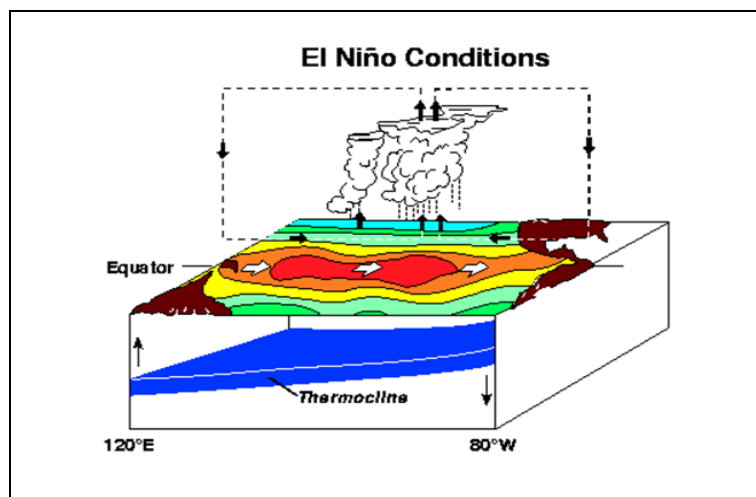 El Niño Conditions
Equator
Thermocline
120°E
80°W